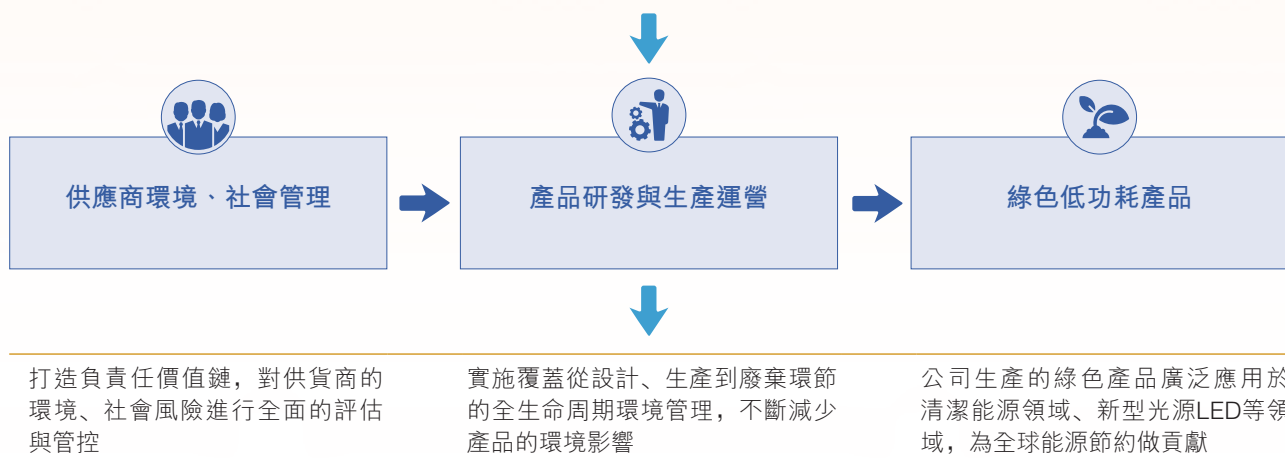 供應商環境、社會管理
產品研發與生產運營
綠色低功耗產品
打造負責任價值鏈，對供貨商的
環境、社會風險進行全面的評估
與管控
實施覆蓋從設計、生產到廢棄環節
的全生命周期環境管理，不斷減少
產品的環境影響
公司生產的綠色產品廣泛應用於
清潔能源領域、新型光源LED等領
域，為全球能源節約做貢獻